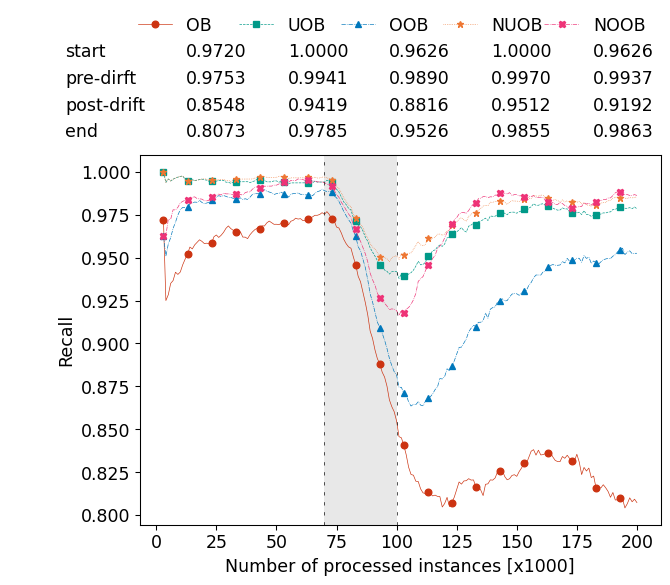 OB UOB OOB NUOB NOOB
start 0.9720 1.0000 0.9626 1.0000 0.9626
pre-dirft 0.9753 0.9941 0.9890 0.9970 0.9937
post-drift 0.8548 0.9419 0.8816 0.9512 0.9192
end 0.8073 0.9785 0.9526 0.9855 0.9863
1.000
0.975
0.950
0.925
0.900
0.875
0.850
0.825
0.800
Recall
0 25 50 75 100 125 150 175 200
Number of processed instances [x1000]